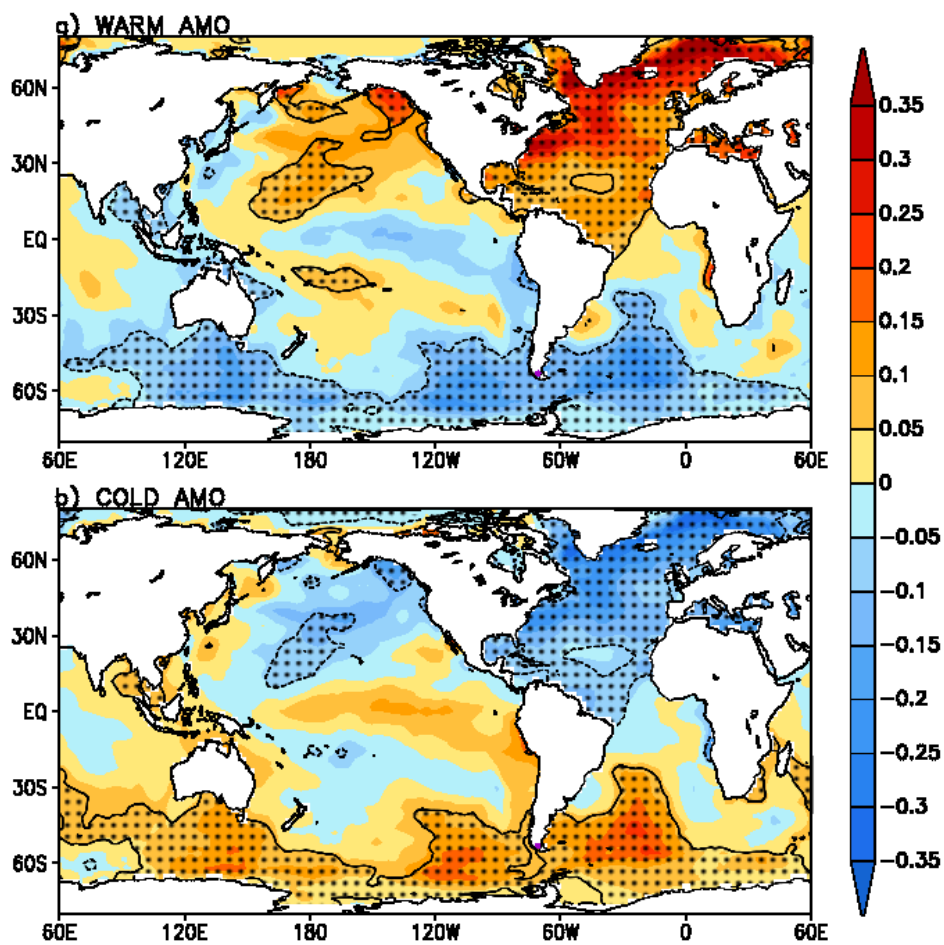 a) WARM AMO
60N
30N
EQ
30S
60S
60E 120E 180 120W 60W 0 60E
b) COLD AMO
60N
30N
EQ
30S
60S
60E 120E 180 120W 60W 0 60E
0.35
0.3
0.25
0.2
0.15
0.1
0.05
0
-0.05
-0.1
-0.15
-0.2
-0.25
-0.3
-0.35